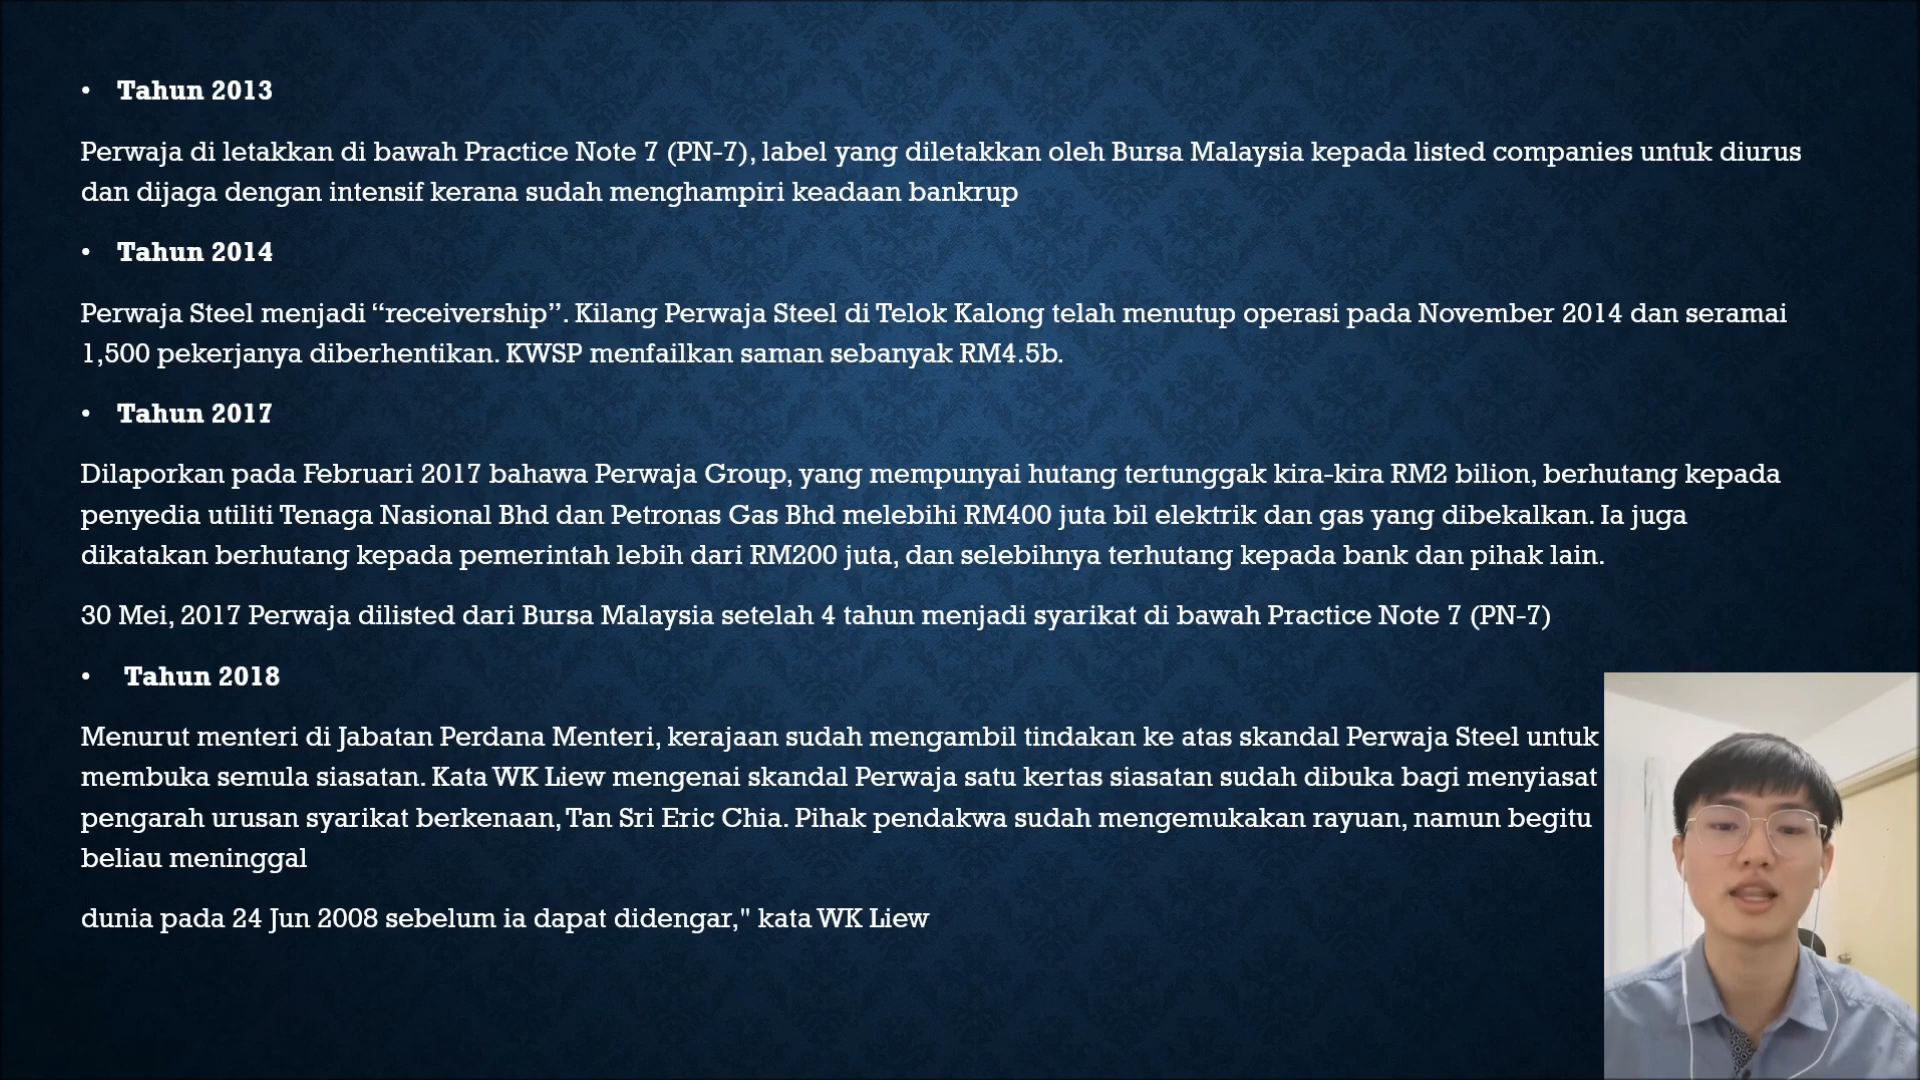 • Tahun 2013
Perwaja di letakkan di bawah Practice Note 7 (PN-7), label yang diletakkan oleh Bursa Malaysia kepada listed companies untuk diurus
dan dijaga dengan intensif kerana sudah menghampiri keadaan bankrup
• Tahun 2014
Perwaja Steel menjadi “receivership”. Kilang Perwaja Steel di Telok Kalong telah menutup operasi pada November 2014 dan seramai
1,500 pekerjanya diberhentikan. KWSP menfailkan saman sebanyak RM4.5b.
• Tahun 2017
Dilaporkan pada Februari 2017 bahawa Perwaja Group, yang mempunyai hutang tertunggak kira-kira RM2 bilion, berhutang kepada
penyedia utiliti Tenaga Nasional Bhd dan Petronas Gas Bhd melebihi RM400 juta bil elektrik dan gas yang dibekalkan. Ia juga
dikatakan berhutang kepada pemerintah lebih dari RM200 juta, dan selebihnya terhutang kepada bank dan pihak lain.
30 Mei, 2017 Perwaja dilisted dari Bursa Malaysia setelah 4 tahun menjadi syarikat di bawah Practice Note 7 (PN-7)
• Tahun 2018
Menurut menteri di Jabatan Perdana Menteri, kerajaan sudah mengambil tindakan ke atas skandal Perwaja Steel untuk
membuka semula siasatan. Kata WK Liew mengenai skandal Perwaja satu kertas siasatan sudah dibuka bagi menyiasat
pengarah urusan syarikat berkenaan, Tan Sri Eric Chia. Pihak pendakwa sudah mengemukakan rayuan, namun begitu
beliau meninggal
dunia pada 24 Jun 2008 sebelum ia dapat didengar," kata WK Liew